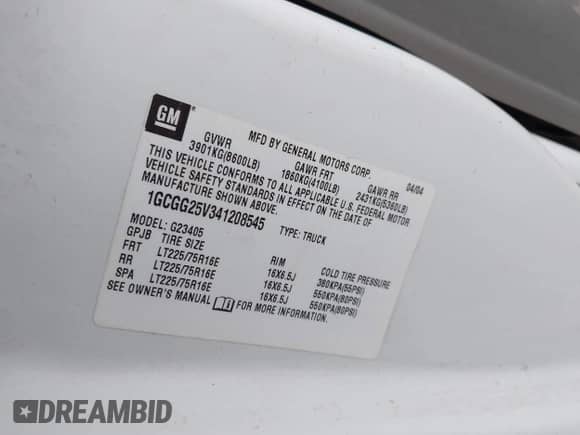 GM
MFD BY GENERAL MOTORS CORP. 04/04
GVWR GAWR FRT GAWR RR
3901KG(8600LB) 1860KG(4100LB) 2431KG(5360LB)
THIS VEHICLE CONFORMS TO ALL APPLICABLE U.S. FEDERAL MOTOR
VEHICLE SAFETY STANDARDS IN EFFECT ON THE DATE OF
MANUFACTURE SHOWN ABOVE.
1GCGG25V341208545 TYPE: TRUCK
MODEL: G23405
GPJB TIRE SIZE RIM COLD TIRE PRESSURE
FRT LT225/75R16E 16X6.5J 380KPA(55PSI)
RR LT225/75R16E 16X6.5J 550KPA(80PSI)
SPA LT225/75R16E 16X6.5J 550KPA(80PSI)
SEE OWNER'S MANUAL FOR MORE INFORMATION.
DREAMBID